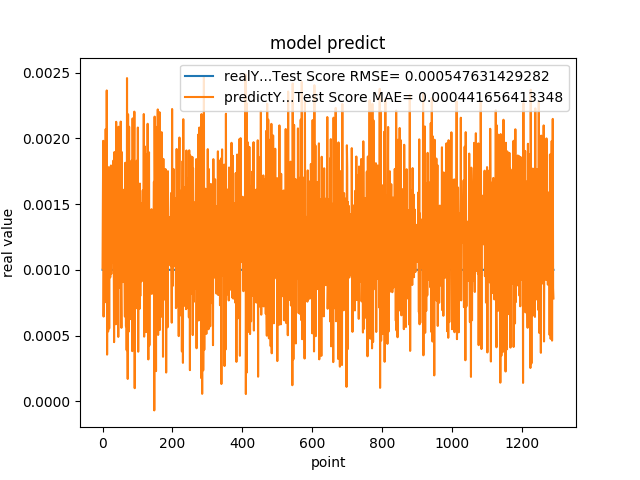 model predict
realY...Test Score RMSE= 0.000547631429282
predictY...Test Score MAE= 0.000441656413348
0.0025
0.0020
0.0015
0.0010
0.0005
0.0000
real value
0 200 400 600 800 1000 1200
point